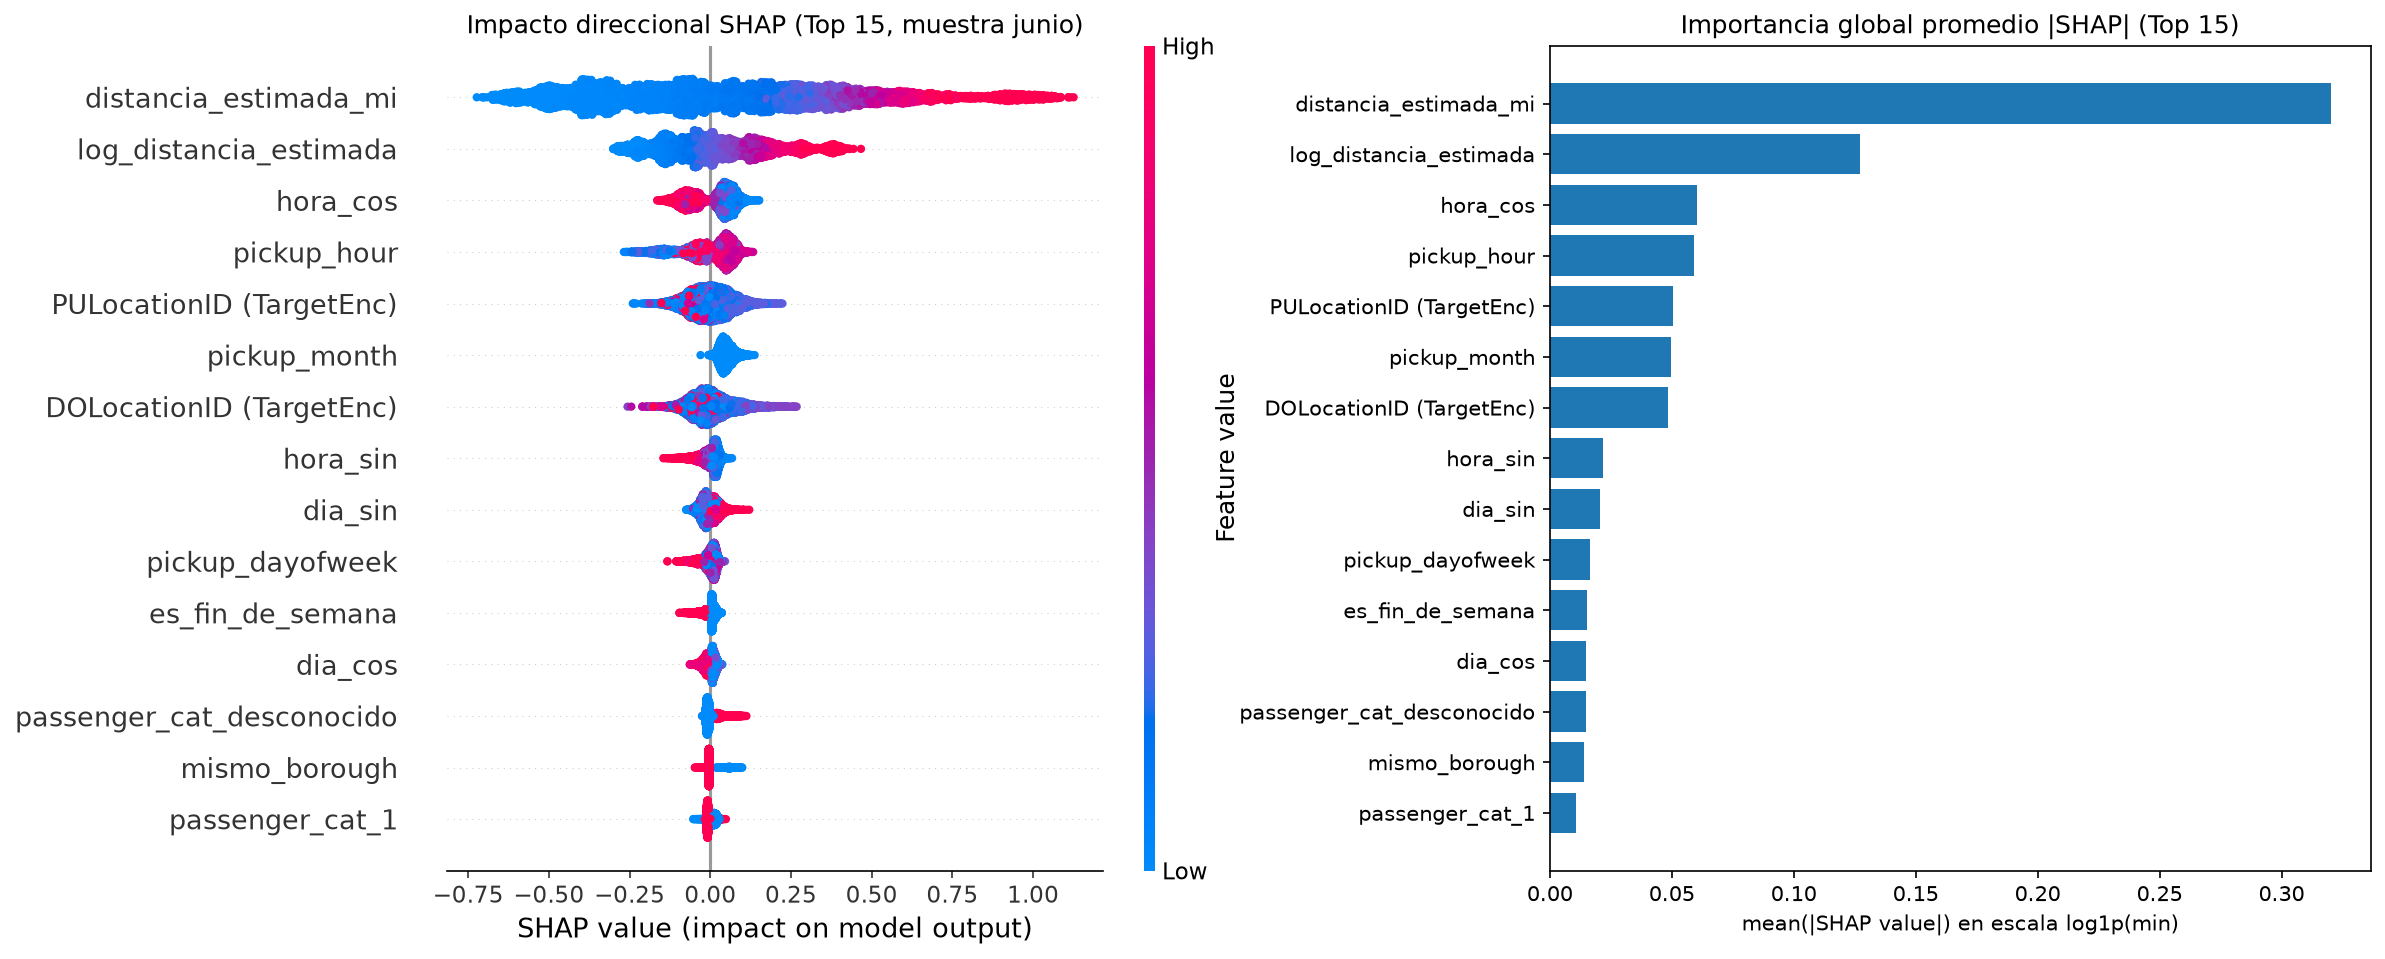 Impacto direccional SHAP (Top 15, muestra junio)
distancia_estimada_mi
log_distancia_estimada
hora_cos
pickup_hour
PULocationID (TargetEnc)
pickup_month
DOLocationID (TargetEnc)
hora_sin
dia_sin
pickup_dayofweek
es_fin_de_semana
dia_cos
passenger_cat_desconocido
mismo_borough
passenger_cat_1
−0.75 −0.50 −0.25 0.00 0.25 0.50 0.75 1.00
SHAP value (impact on model output)
High
Feature value
Low
Importancia global promedio |SHAP| (Top 15)
distancia_estimada_mi
log_distancia_estimada
hora_cos
pickup_hour
PULocationID (TargetEnc)
pickup_month
DOLocationID (TargetEnc)
hora_sin
dia_sin
pickup_dayofweek
es_fin_de_semana
dia_cos
passenger_cat_desconocido
mismo_borough
passenger_cat_1
0.00 0.05 0.10 0.15 0.20 0.25 0.30
mean(|SHAP value|) en escala log1p(min)